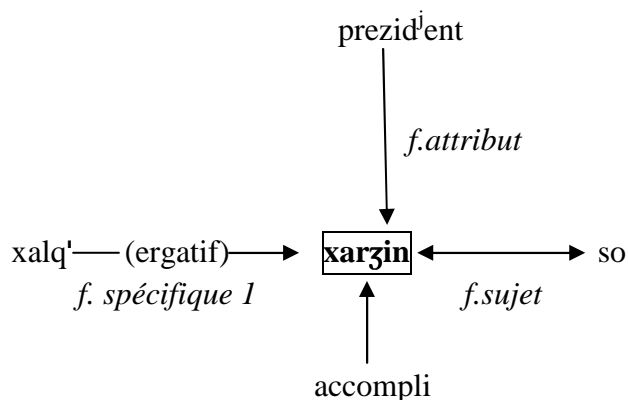 prezidʲent
f.attribut
xalq' (ergatif) xarʒin so
f. spécifique 1 f.sujet
accompli